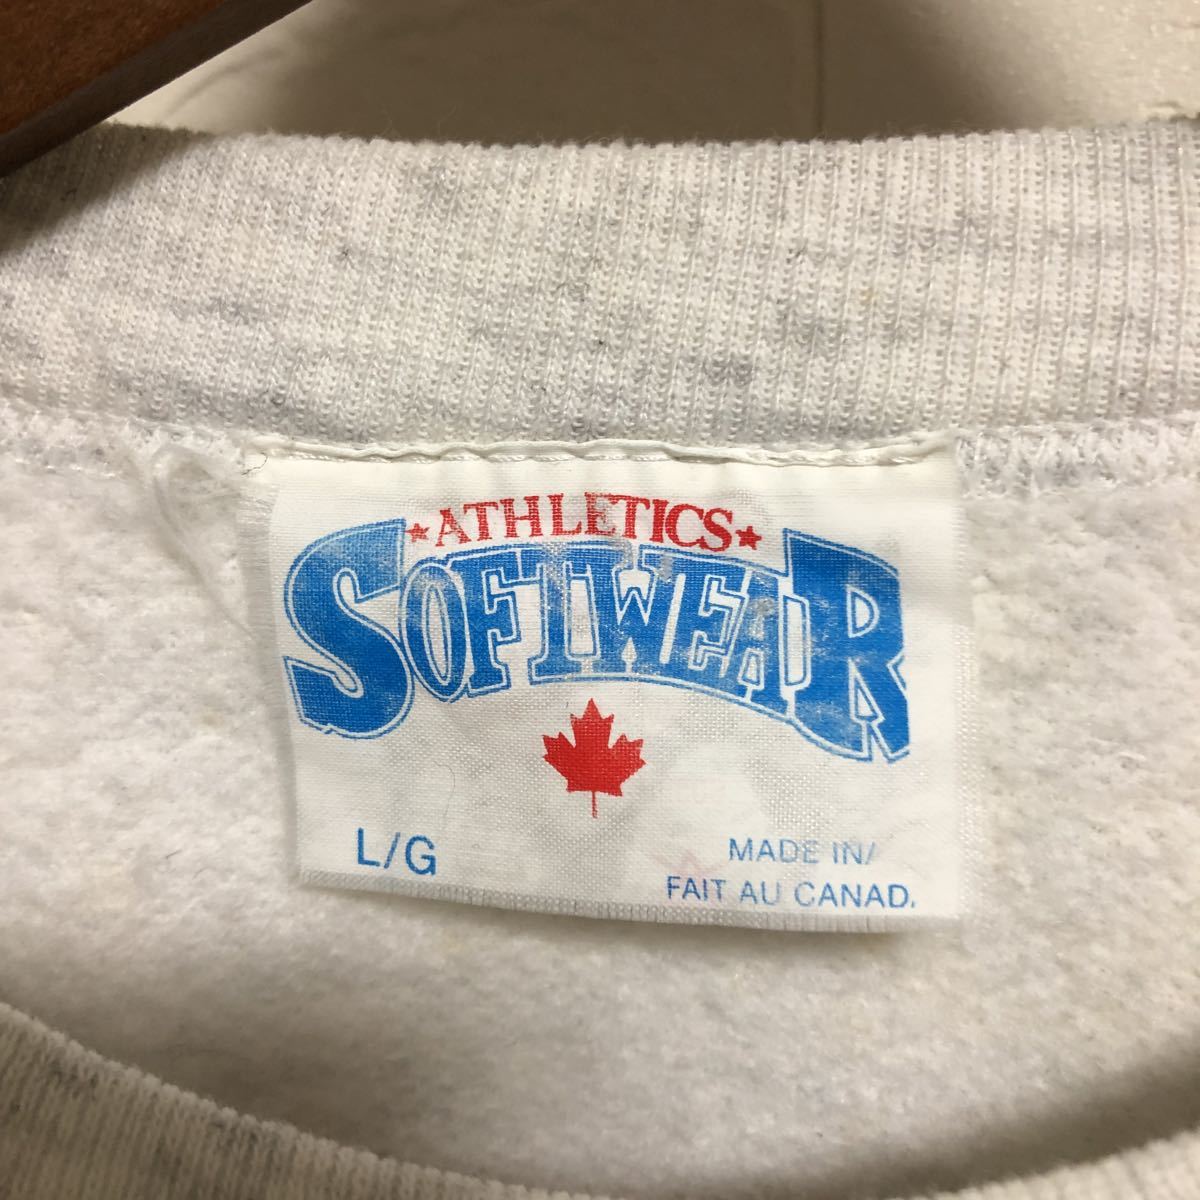 ★ATHLETICS★
SOFTWEAR
L/G
MADE IN/
FAIT AU CANAD.